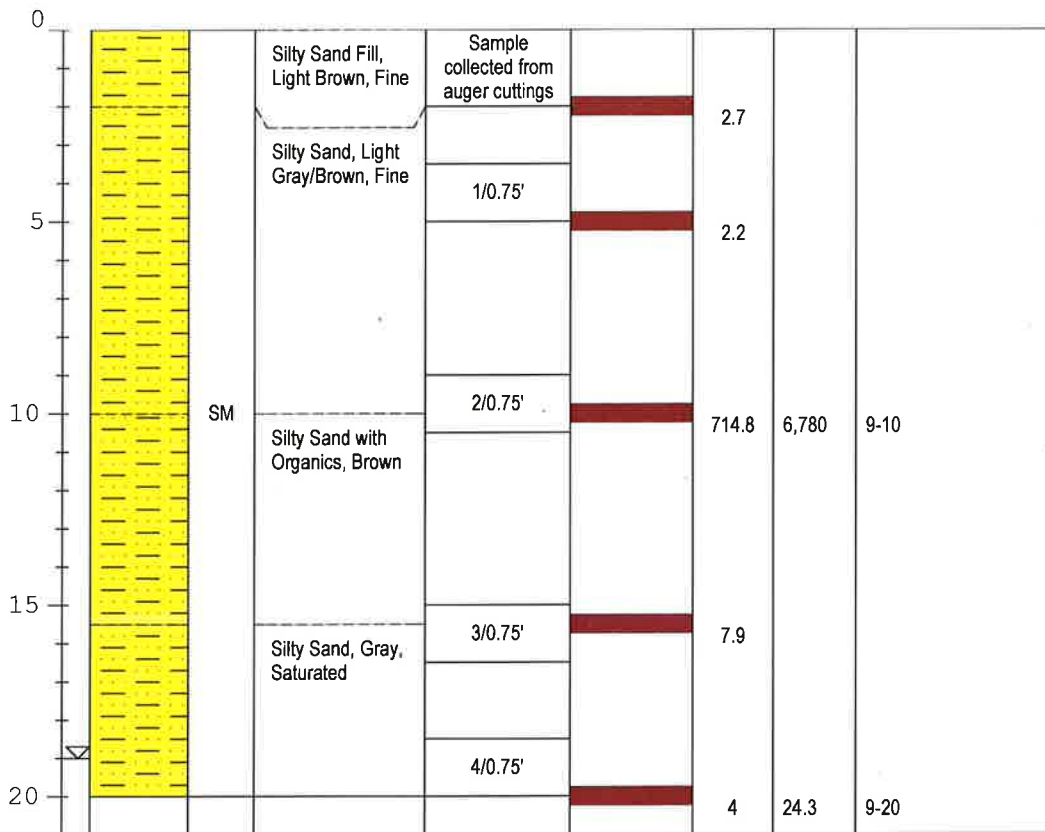 0
Silty Sand Fill,
Light Brown, Fine
Sample
collected from
auger cuttings
2.7
Silty Sand, Light
Gray/Brown, Fine
1/0.75'
5
2.2
2/0.75'
10
SM
714.8
6,780
9-10
Silty Sand with
Organics, Brown
15
3/0.75'
7.9
Silty Sand, Gray,
Saturated
4/0.75'
20
4
24.3
9-20